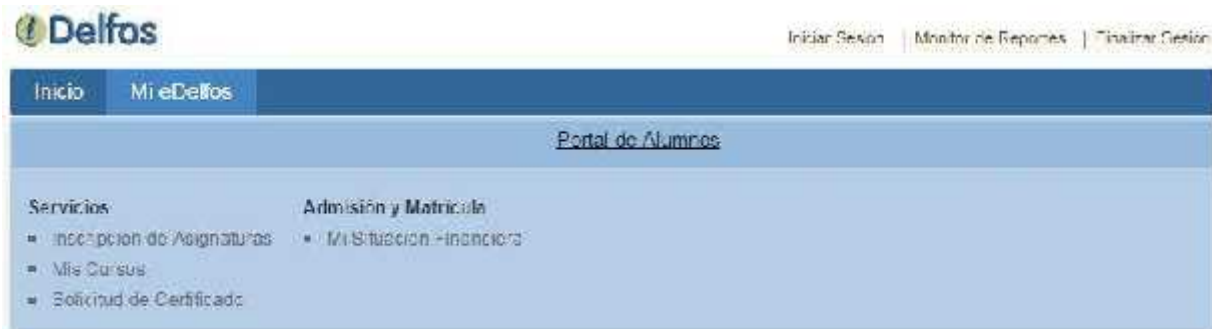 eDelfos
Iniciar Sesión | Monitor de Reportes | Finalizar Sesión
Inicio Mi eDelfos
Portal de Alumnos
Servicios
Inscripción de Asignaturas
Mis Cursos
Solicitud de Certificado
Admisión y Matrícula
Mi Situación Financiera